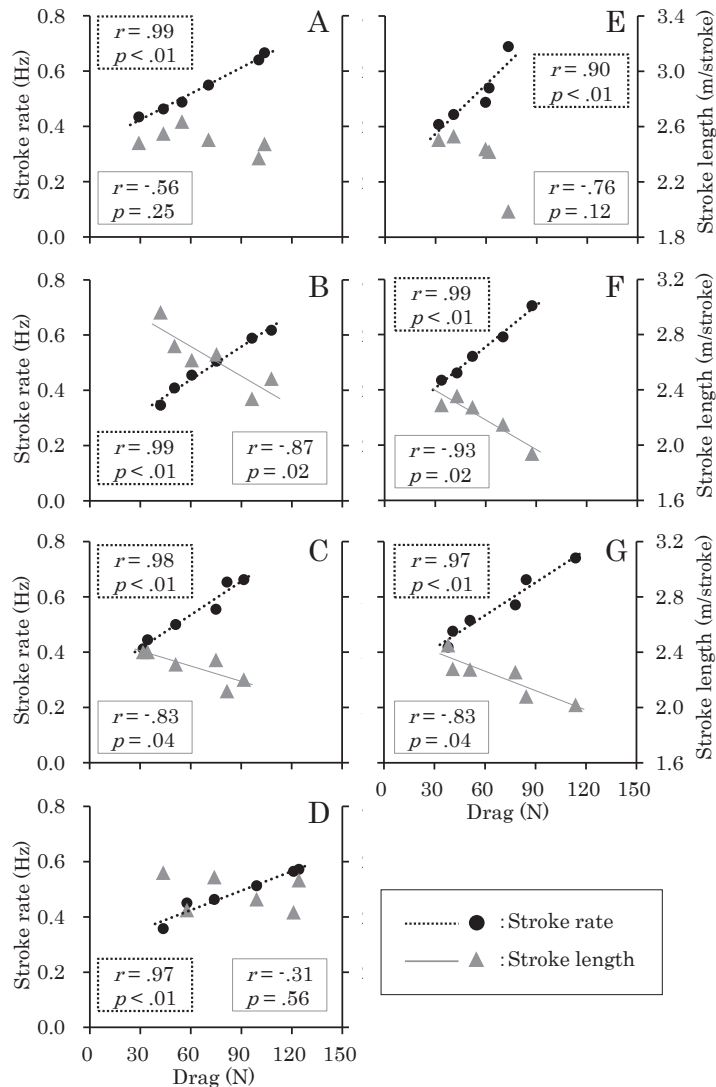 A
r = .99
p < .01
r = -.56
p = .25
0.8
0.6
0.4
0.2
0.0
Stroke rate (Hz)
E
r = .90
p < .01
r = -.76
p = .12
3.6
3.2
2.8
2.4
2.0
1.8
Stroke length (m/stroke)
B
r = .99
p < .01
r = -.87
p = .02
0.8
0.6
0.4
0.2
0.0
Stroke rate (Hz)
F
r = .99
p < .01
r = -.93
p = .02
3.2
2.8
2.4
2.0
1.6
Stroke length (m/stroke)
C
r = .98
p < .01
r = -.83
p = .04
0.8
0.6
0.4
0.2
0.0
Stroke rate (Hz)
G
r = .97
p < .01
r = -.83
p = .04
3.2
2.8
2.4
2.0
1.6
Stroke length (m/stroke)
0 30 60 90 120 150
Drag (N)
D
r = .97
p < .01
r = -.31
p = .56
0.8
0.6
0.4
0.2
0.0
Stroke rate (Hz)
0 30 60 90 120 150
Drag (N)
: Stroke rate
: Stroke length